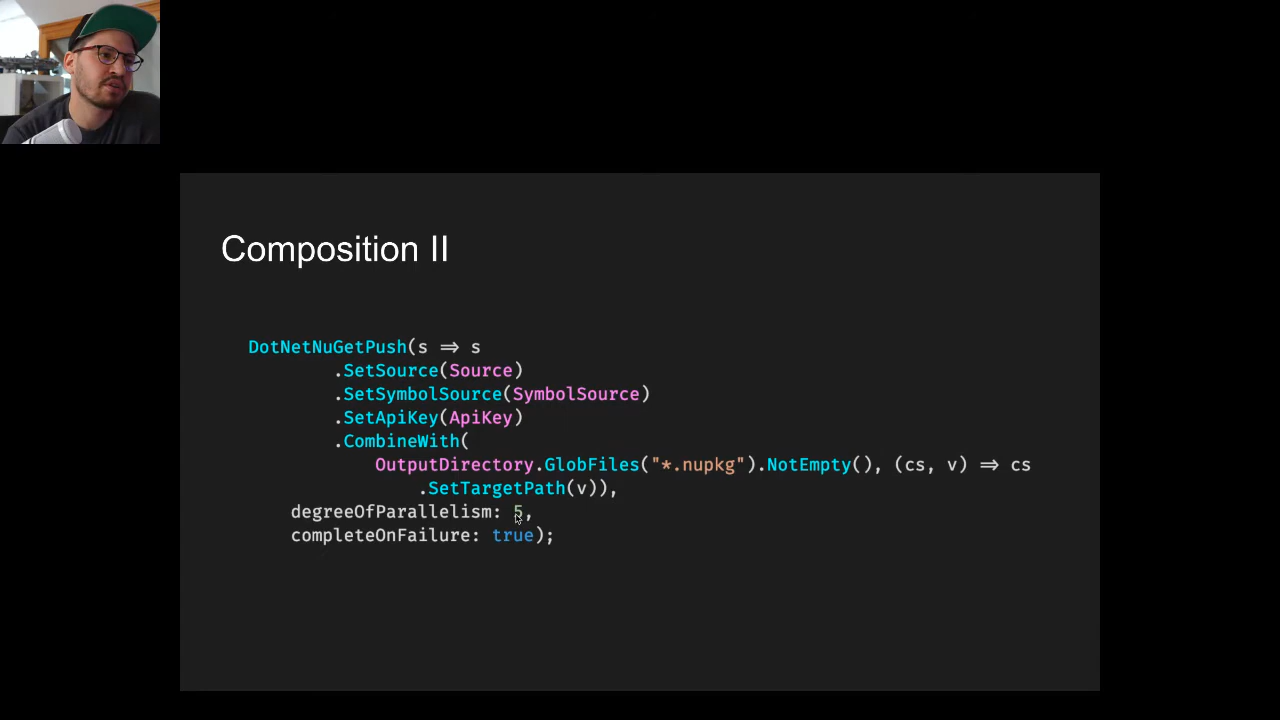 Composition II
DotNetNuGetPush(s => s
.SetSource(Source)
.SetSymbolSource(SymbolSource)
.SetApiKey(ApiKey)
.CombineWith(
OutputDirectory.GlobFiles("*.nupkg").NotEmpty(), (cs, v) => cs
.SetTargetPath(v)),
degreeOfParallelism: 5,
completeOnFailure: true);